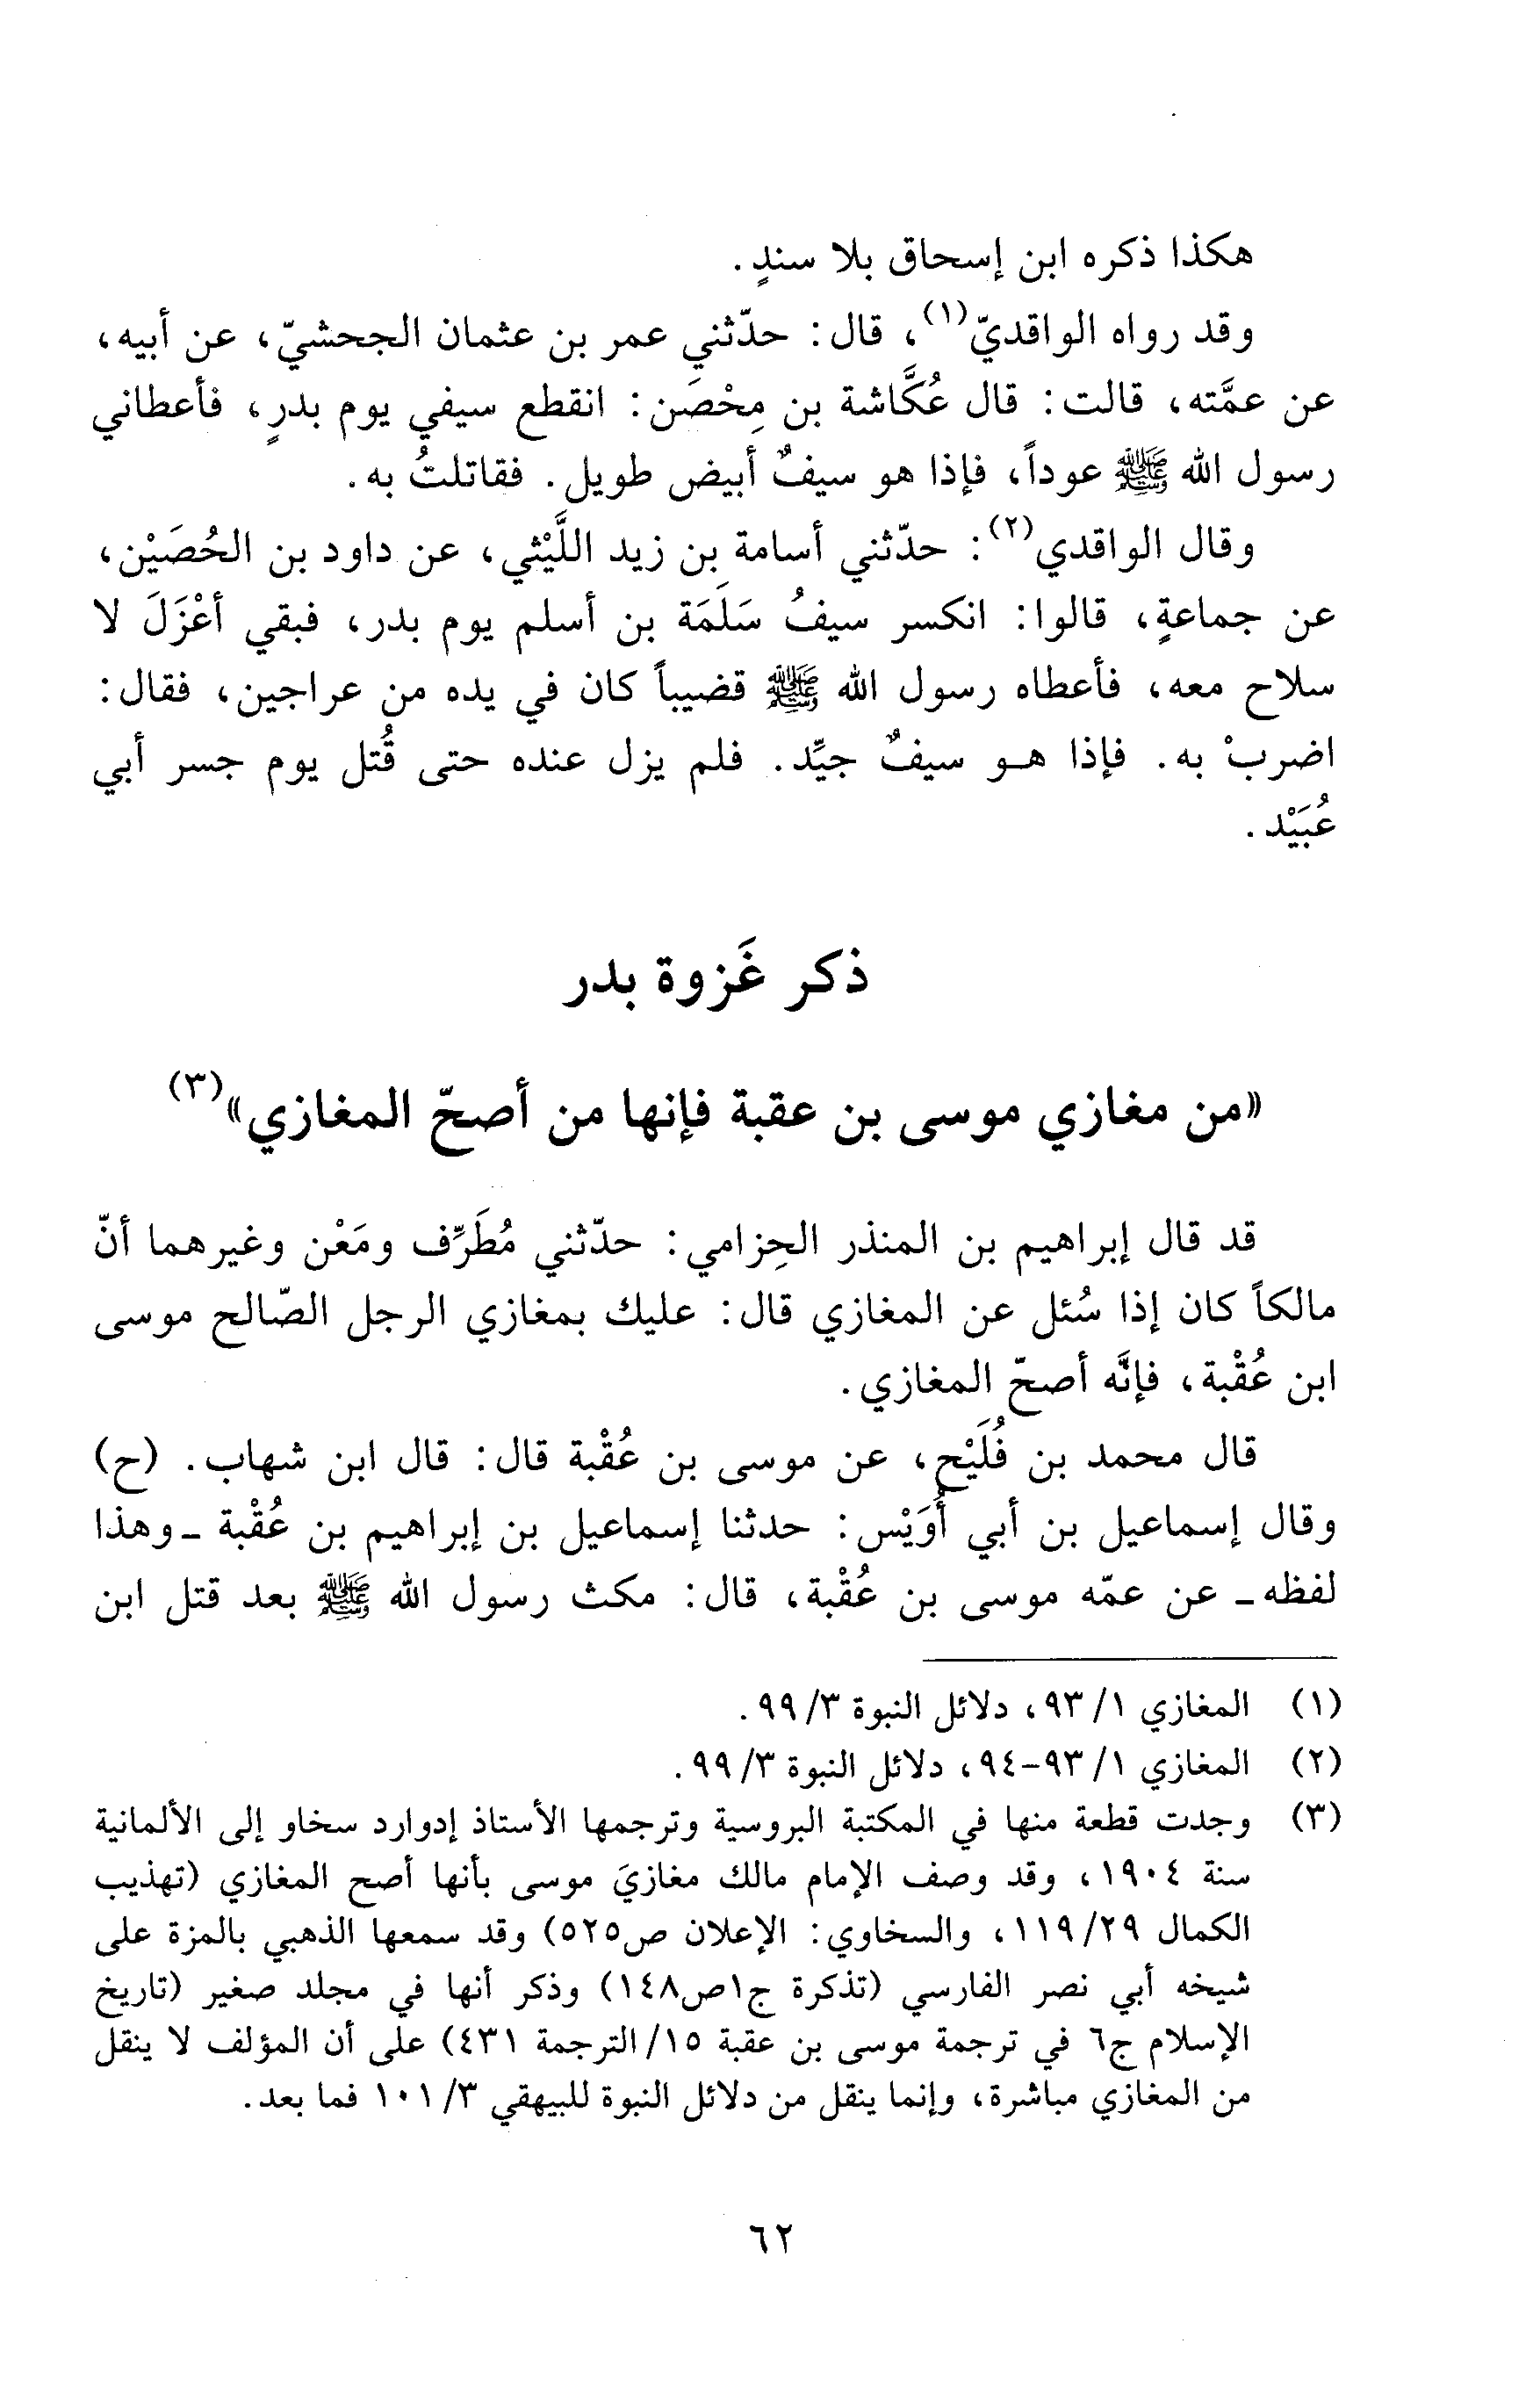 هكذا ذكره ابن إسحاق بلا سندٍ.
وقد رواه الواقديّ(١)، قال: حدّثني عمر بن عثمان الجحشيّ، عن أبيه،
عن عمَّته، قالت: قال عُكَّاشة بن مِحْصَن: انقطع سيفي يوم بدرٍ، فأعطاني
رسول الله ﷺ عوداً، فإذا هو سيفٌ أبيض طويل. فقاتلتُ به.
وقال الواقدي(٢): حدّثني أسامة بن زيد اللَّيْثي، عن داود بن الحُصَيْن،
عن جماعةٍ، قالوا: انكسر سيفُ سَلَمَة بن أسلم يوم بدر، فبقي أعْزَلَ لا
سلاح معه، فأعطاه رسول الله ﷺ قضيباً كان في يده من عراجين، فقال:
اضربْ به. فإذا هـو سيفٌ جيِّد. فلم يزل عنده حتى قُتل يوم جسر أبي
عُبَيْد.
ذكر غَزوة بدر
«من مغازي موسى بن عقبة فإنها من أصحّ المغازي»(٣)
قد قال إبراهيم بن المنذر الحِزامي: حدّثني مُطَرِّف ومَعْن وغيرهما أنّ
مالكاً كان إذا سُئل عن المغازي قال: عليك بمغازي الرجل الصّالح موسى
ابن عُقْبة، فإنَّه أصحّ المغازي.
قال محمد بن فُلَيْح، عن موسى بن عُقْبة قال: قال ابن شهاب. (ح)
وقال إسماعيل بن أبي أُوَيْس: حدثنا إسماعيل بن إبراهيم بن عُقْبة ـ وهذا
لفظه ـ عن عمّه موسى بن عُقْبة، قال: مكث رسول الله ﷺ بعد قتل ابن
(١) المغازي ١/ ٩٣، دلائل النبوة ٣/ ٩٩.
(٢) المغازي ١/ ٩٣-٩٤، دلائل النبوة ٣/ ٩٩.
(٣) وجدت قطعة منها في المكتبة البروسية وترجمها الأستاذ إدوارد سخاو إلى الألمانية
سنة ١٩٠٤، وقد وصف الإمام مالك مغازيَ موسى بأنها أصح المغازي (تهذيب
الكمال ٢٩/ ١١٩، والسخاوي: الإعلان ص٥٢٥) وقد سمعها الذهبي بالمزة على
شيخه أبي نصر الفارسي (تذكرة ج١ص١٤٨) وذكر أنها في مجلد صغير (تاريخ
الإسلام ج٦ في ترجمة موسى بن عقبة ١٥/ الترجمة ٤٣١) على أن المؤلف لا ينقل
من المغازي مباشرة، وإنما ينقل من دلائل النبوة للبيهقي ٣/ ١٠١ فما بعد.
٦٢